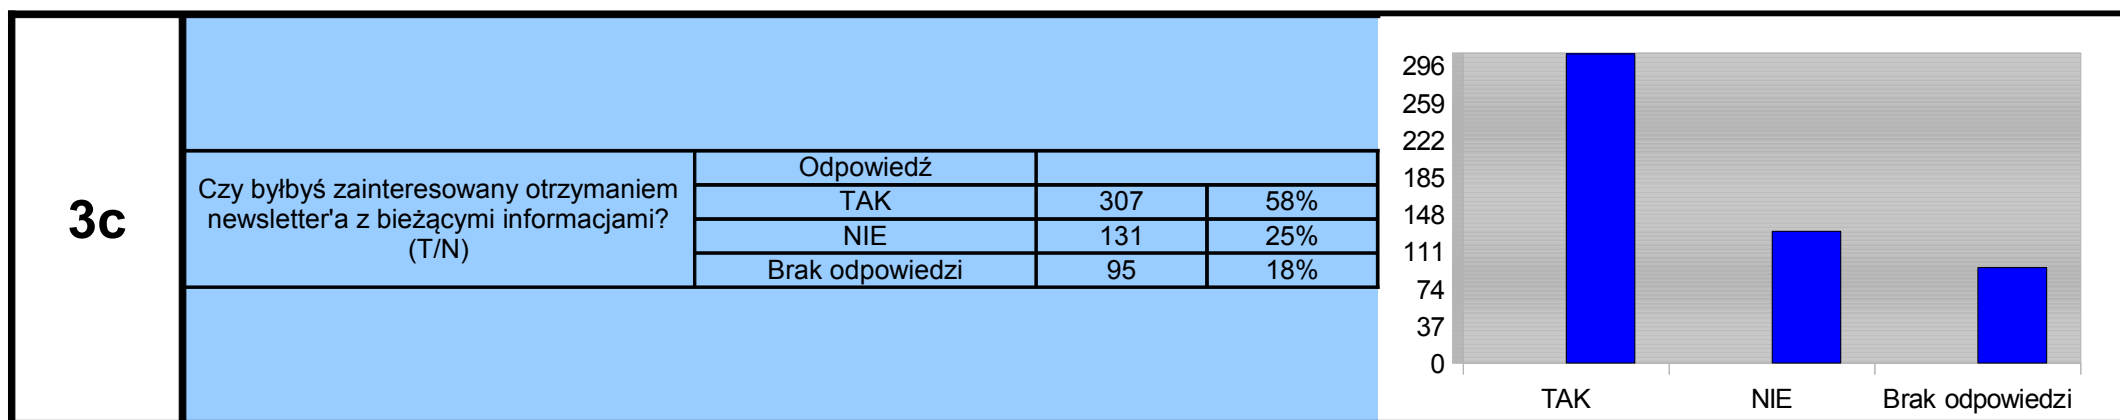 3c
Czy byłbyś zainteresowany otrzymaniem
newsletter'a z bieżącymi informacjami?
(T/N)
Odpowiedź
TAK 307 58%
NIE 131 25%
Brak odpowiedzi 95 18%
296
259
222
185
148
111
74
37
0
TAK NIE Brak odpowiedzi